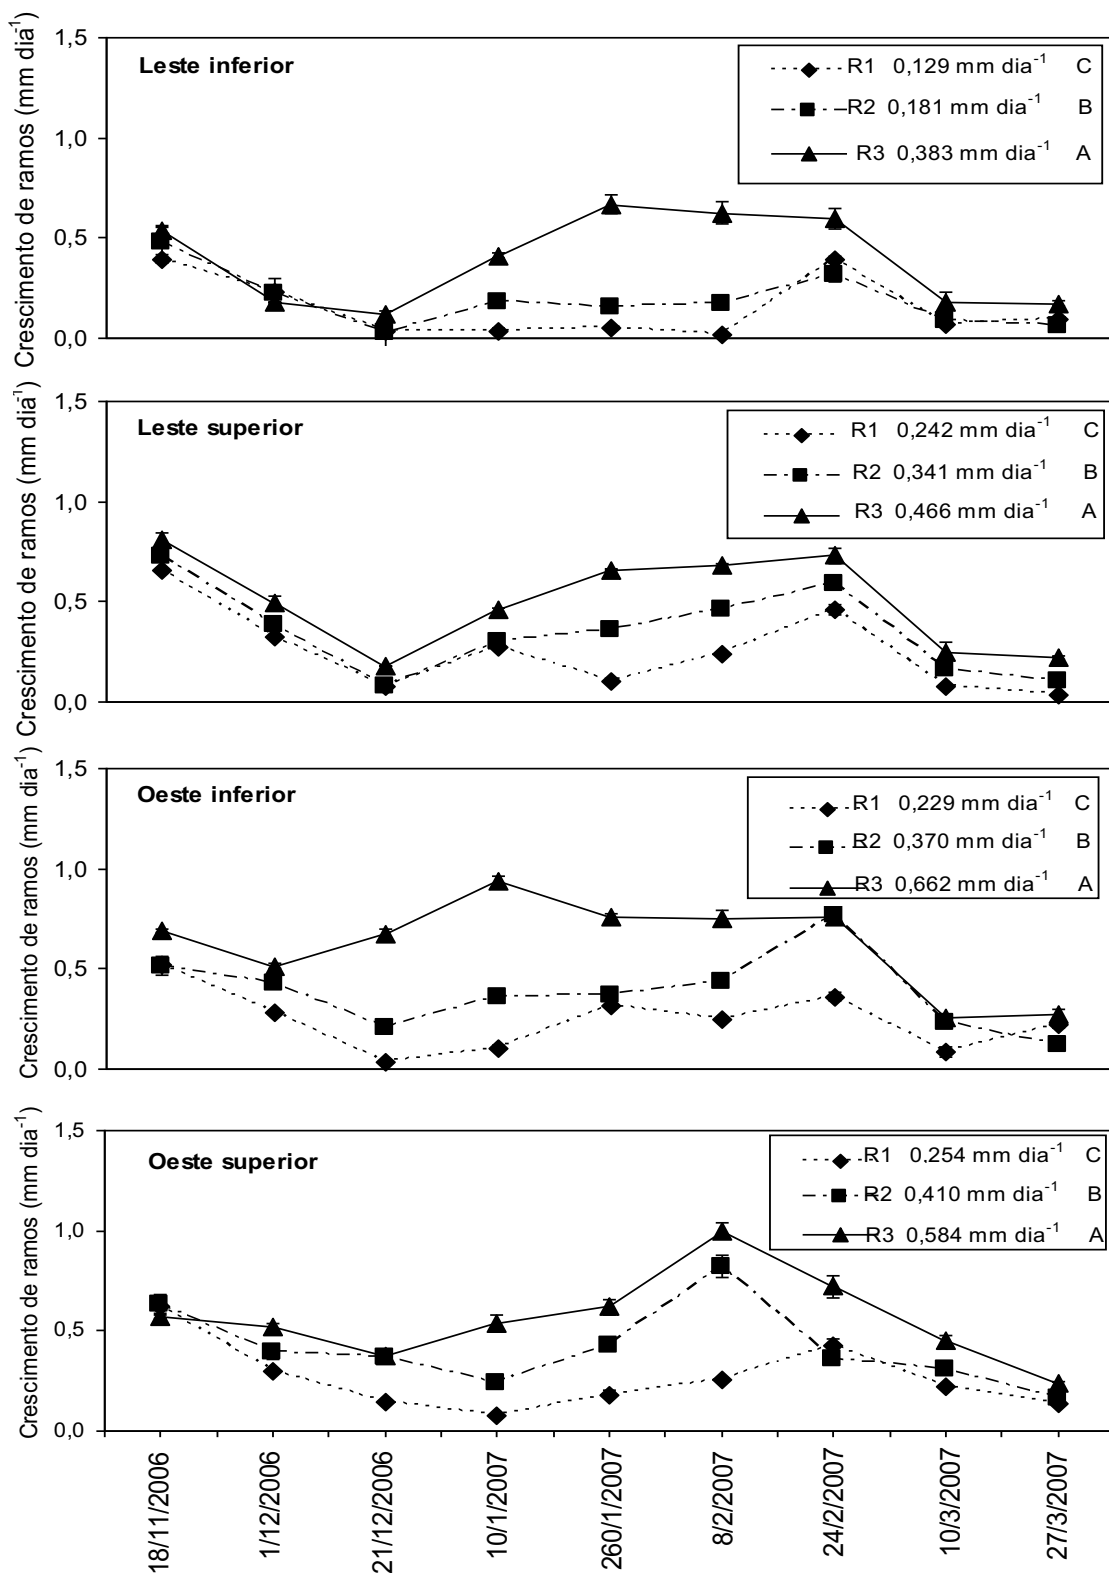 Crescimento de ramos (mm dia⁻¹)
1,5
1,0
0,5
0,0
Leste inferior
R1 0,129 mm dia⁻¹ C
R2 0,181 mm dia⁻¹ B
R3 0,383 mm dia⁻¹ A
Crescimento de ramos (mm dia⁻¹)
1,5
1,0
0,5
0,0
Leste superior
R1 0,242 mm dia⁻¹ C
R2 0,341 mm dia⁻¹ B
R3 0,466 mm dia⁻¹ A
Crescimento de ramos (mm dia⁻¹)
1,5
1,0
0,5
0,0
Oeste inferior
R1 0,229 mm dia⁻¹ C
R2 0,370 mm dia⁻¹ B
R3 0,662 mm dia⁻¹ A
Crescimento de ramos (mm dia⁻¹)
1,5
1,0
0,5
0,0
Oeste superior
R1 0,254 mm dia⁻¹ C
R2 0,410 mm dia⁻¹ B
R3 0,584 mm dia⁻¹ A
18/11/2006
1/12/2006
21/12/2006
10/1/2007
260/1/2007
8/2/2007
24/2/2007
10/3/2007
27/3/2007